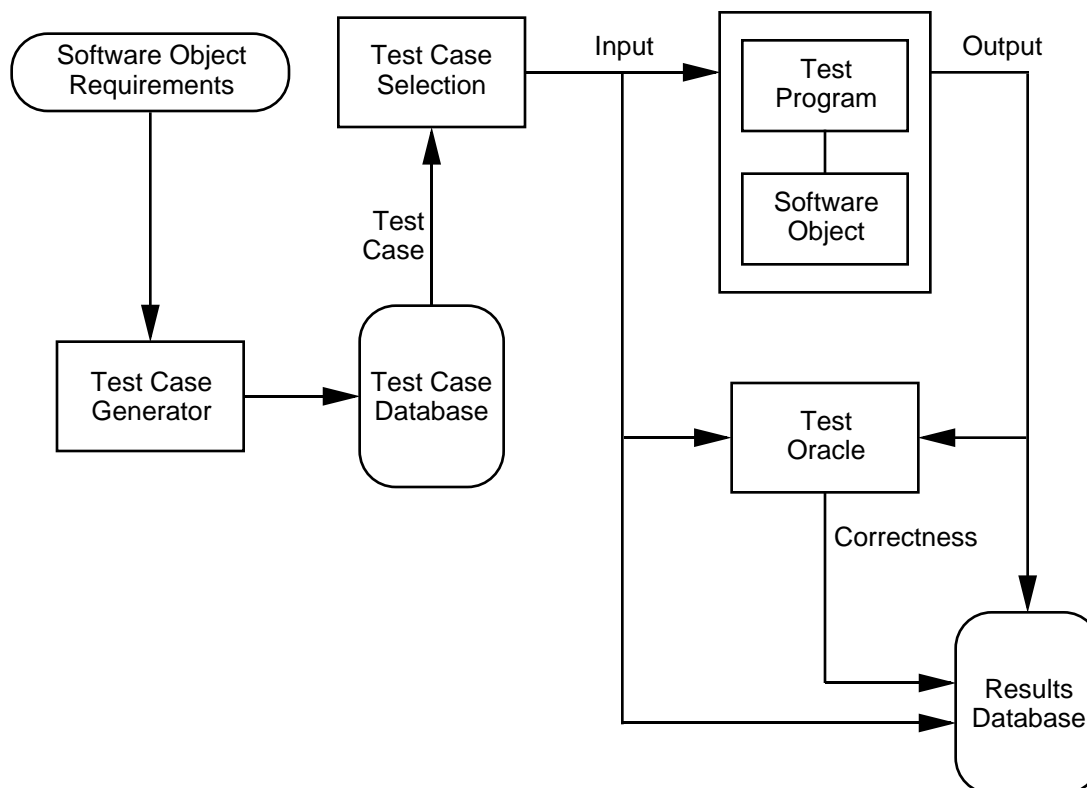 Software Object
Requirements
Test Case
Selection
Input
Test
Program
Software
Object
Output
Test
Case
Test Case
Generator
Test Case
Database
Test
Oracle
Correctness
Results
Database